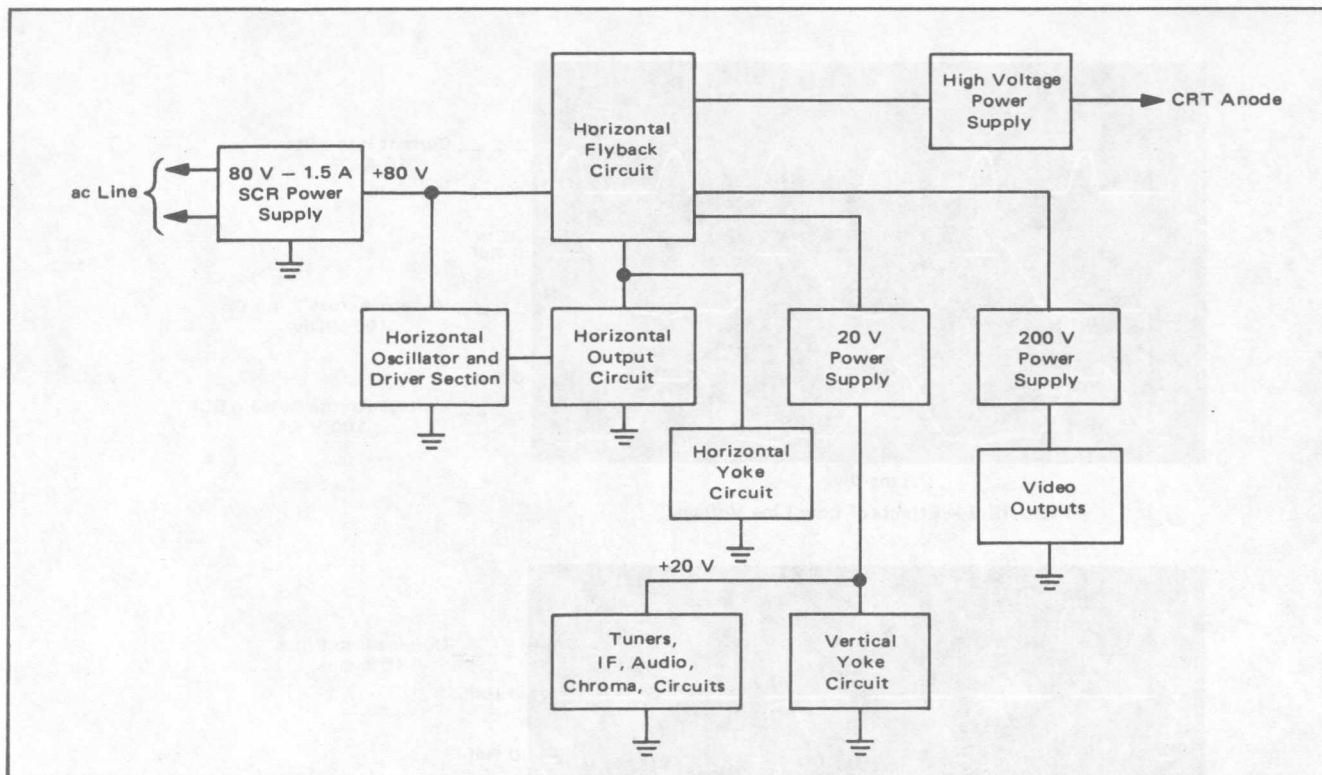 High Voltage
Power
Supply
CRT Anode
Horizontal
Flyback
Circuit
ac Line
80 V – 1.5 A
SCR Power
Supply
+80 V
Horizontal
Oscillator and
Driver Section
Horizontal
Output
Circuit
20 V
Power
Supply
200 V
Power
Supply
Horizontal
Yoke
Circuit
Video
Outputs
+20 V
Tuners,
IF, Audio,
Chroma, Circuits
Vertical
Yoke
Circuit